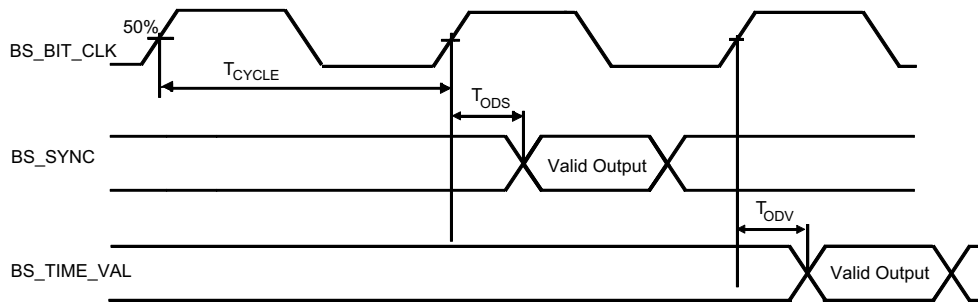 50%
BS_BIT_CLK
TCYCLE
TODS
BS_SYNC
Valid Output
TODV
BS_TIME_VAL
Valid Output